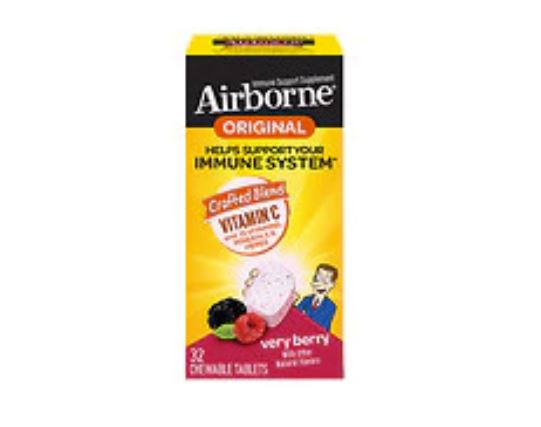 Immune Support Supplement
Airborne®
ORIGINAL
HELPS SUPPORT YOUR
IMMUNE SYSTEM
Crafted Blend
VITAMIN C
very berry
With Other
Natural Flavors
32
CHEWABLE TABLETS